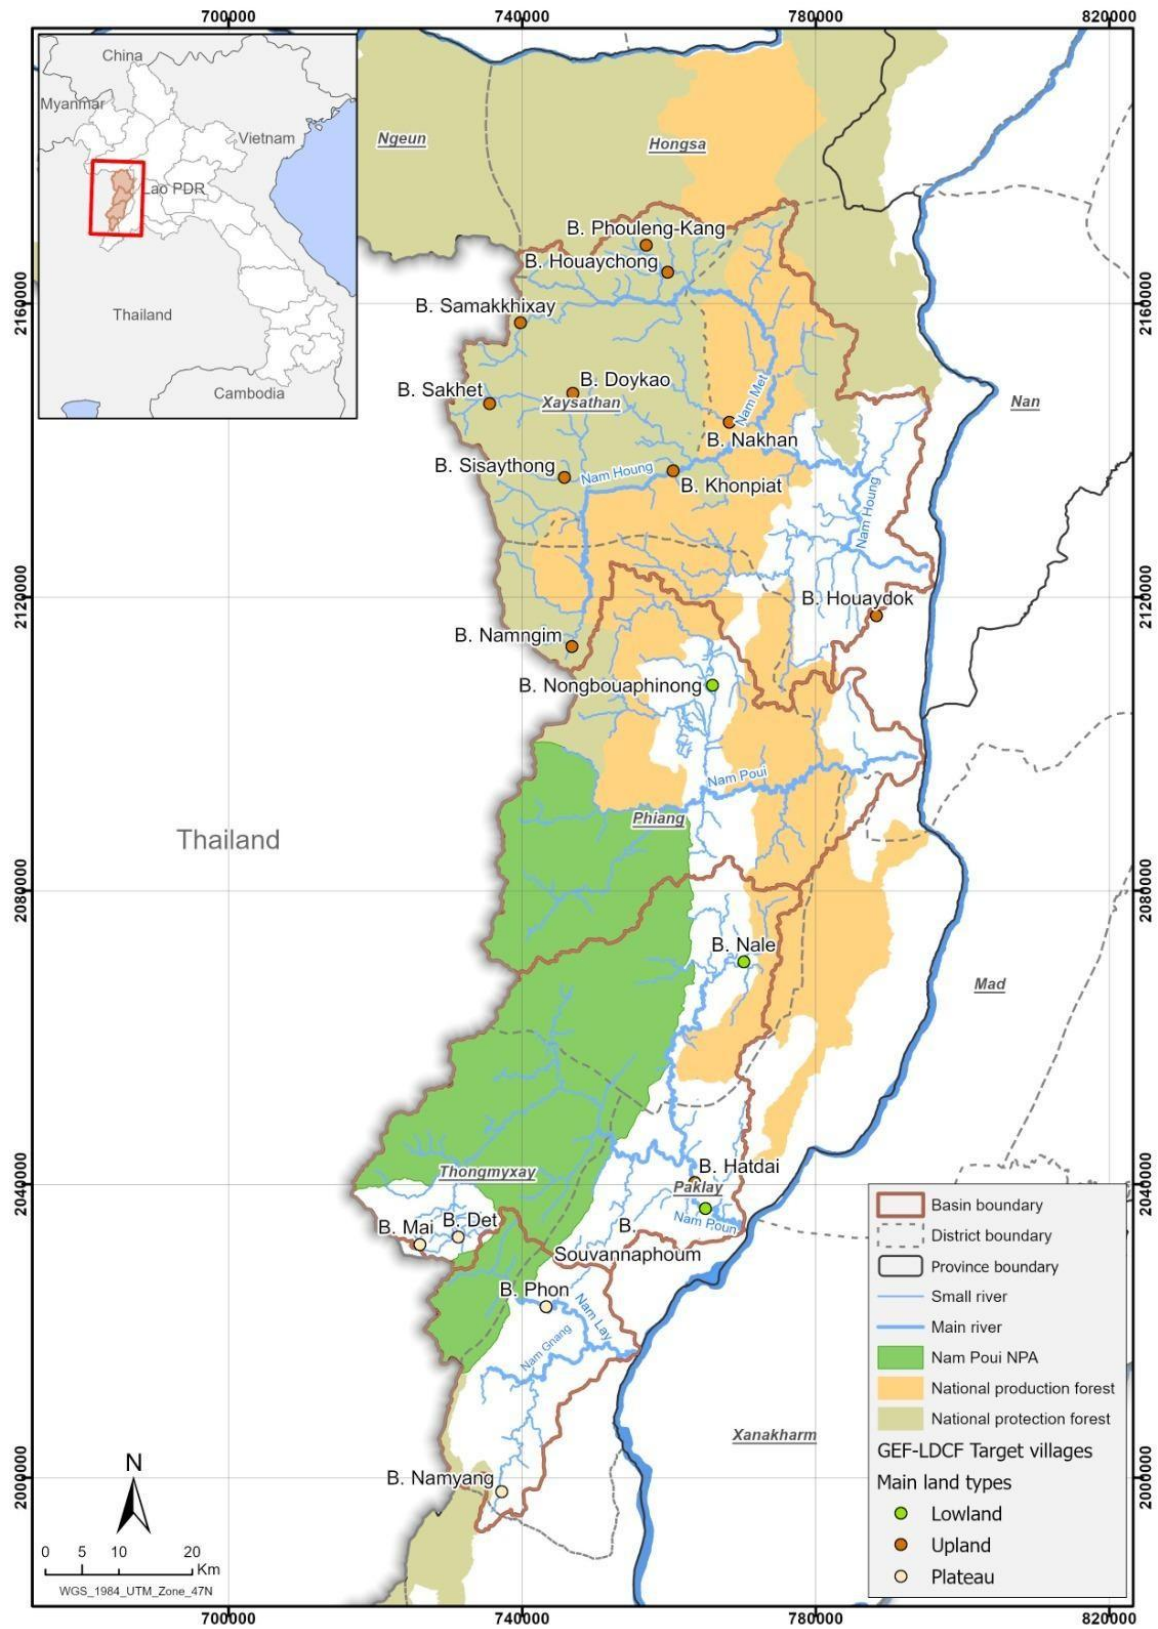 700000
740000
780000
820000
China
Myanmar
Vietnam
Lao PDR
Thailand
Cambodia
Ngeun
Hongsa
B. Phouleng-Kang
B. Houaychong
2160000
2160000
B. Samakkhixay
B. Sakhet
B. Doykao
Xaysathan
Nam Met
Nan
B. Nakhan
B. Sisaythong
Nam Houng
B. Khonpiat
Nam Houng
2120000
2120000
B. Houaydok
B. Namngim
B. Nongbouaphinong
Nam Poui
Phiang
Thailand
2080000
2080000
B. Nale
Mad
B. Hatdai
Thongmyxay
Paklay
2040000
2040000
B. Mai
B. Det
B.
Souvannaphoum
Nam Poun
B. Phon
Nam Lay
Nam Gnang
Xanakharm
B. Namyang
2000000
2000000
Basin boundary
District boundary
Province boundary
Small river
Main river
Nam Poui NPA
National production forest
National protection forest
GEF-LDCF Target villages
Main land types
Lowland
Upland
Plateau
N
0 5 10 20
Km
WGS_1984_UTM_Zone_47N
700000
740000
780000
820000